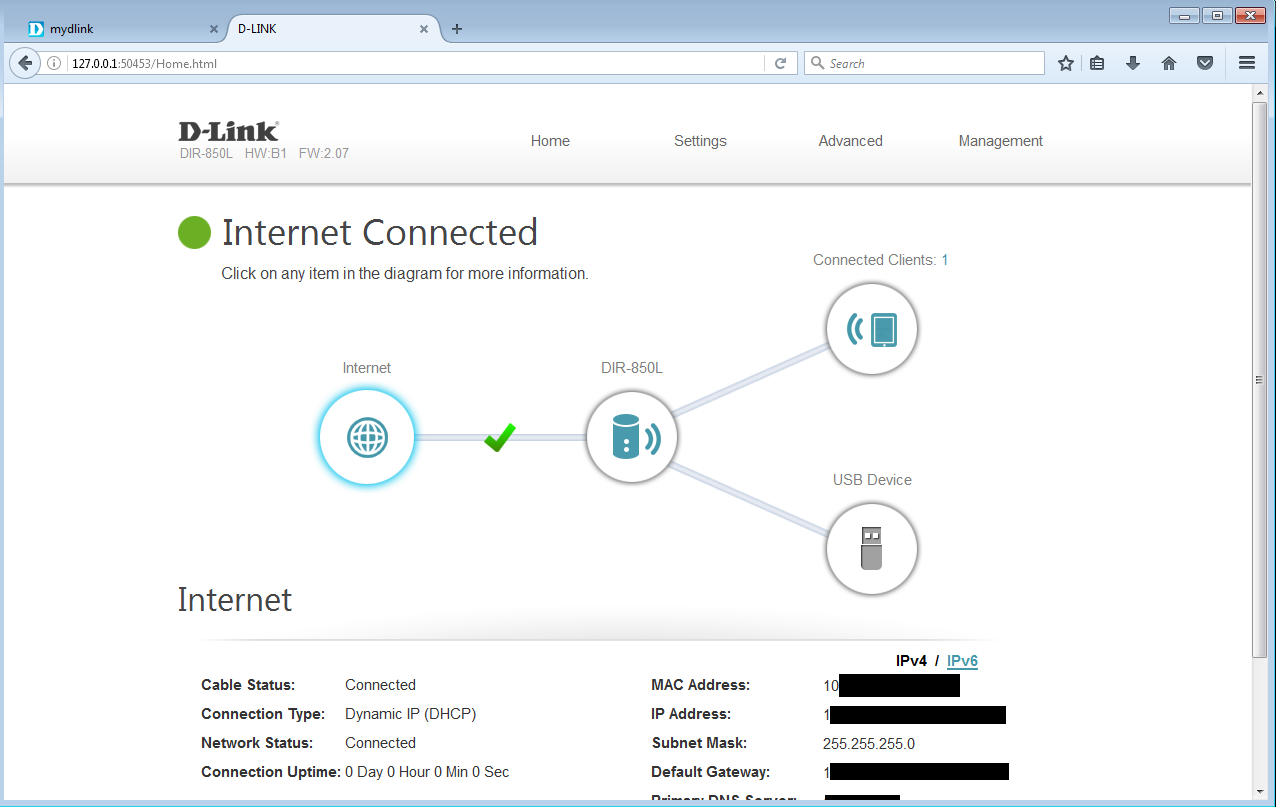 mydlink
D-LINK
127.0.0.1:50453/Home.html
Search
D-Link®
DIR-850L HW:B1 FW:2.07
Home Settings Advanced Management
Internet Connected
Click on any item in the diagram for more information.
Connected Clients: 1
Internet
DIR-850L
USB Device
Internet
IPv4 / IPv6
Cable Status: Connected
MAC Address: 10
Connection Type: Dynamic IP (DHCP)
IP Address: 1
Network Status: Connected
Subnet Mask: 255.255.255.0
Connection Uptime: 0 Day 0 Hour 0 Min 0 Sec
Default Gateway: 1
Primary DNS Server: